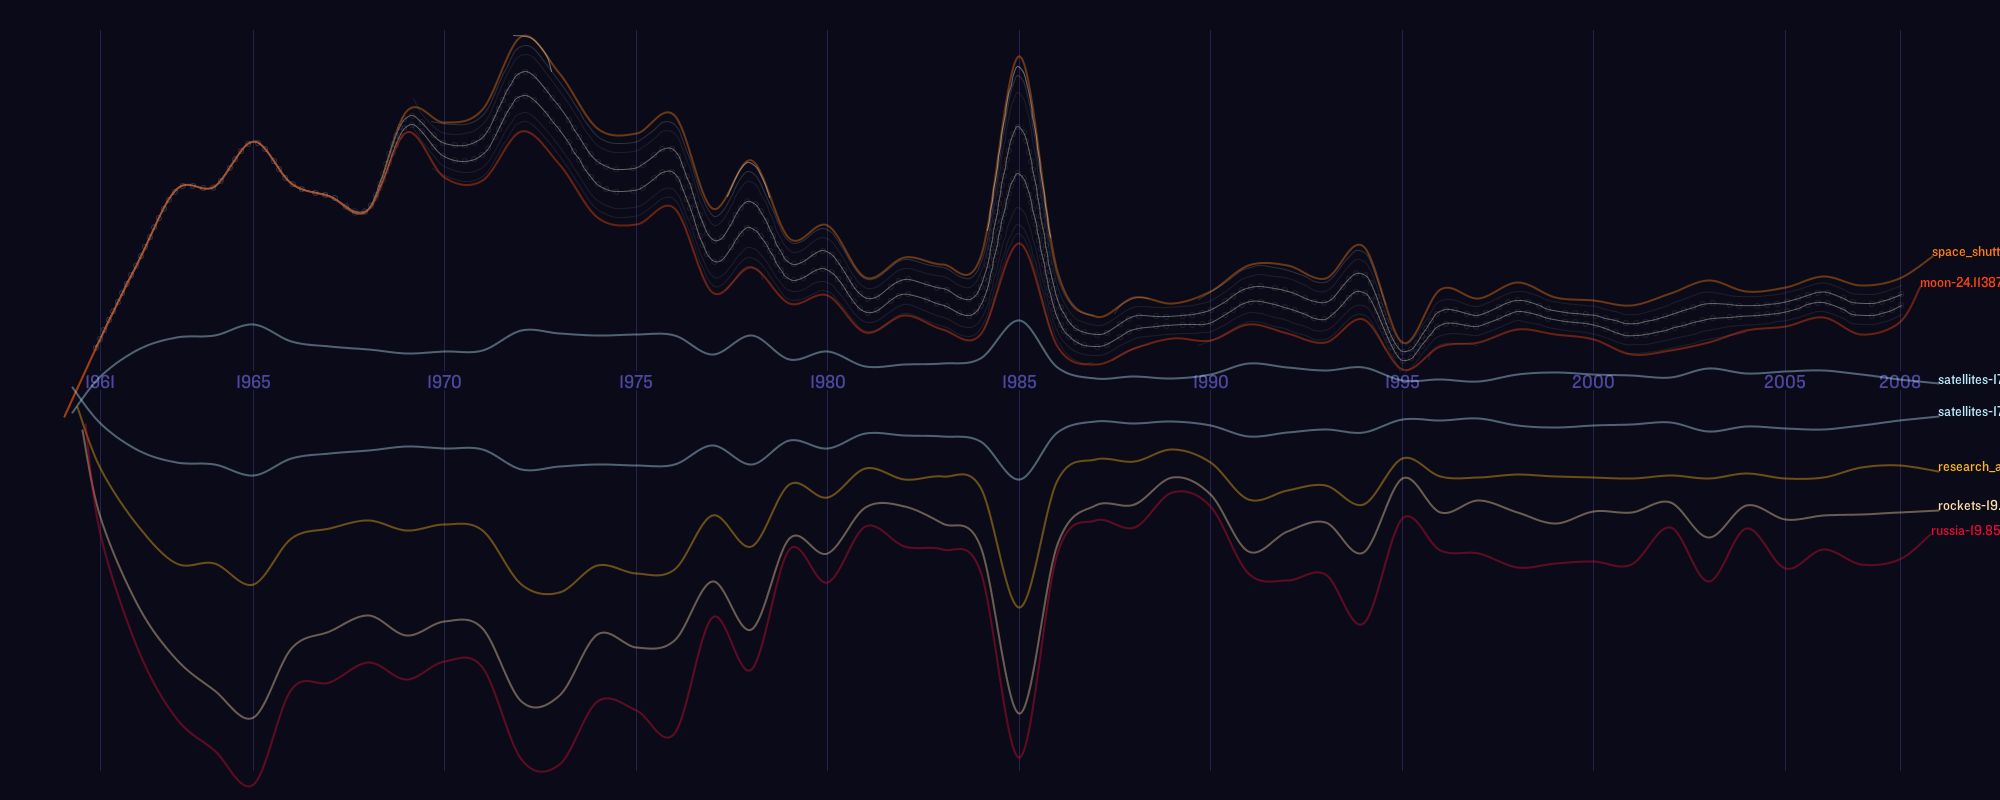 space_shutt
moon-24.11387
1961 1965 1970 1975 1980 1985 1990 1995 2000 2005 2008
satellites-17
satellites-17
research_a
rockets-19.
russia-19.85